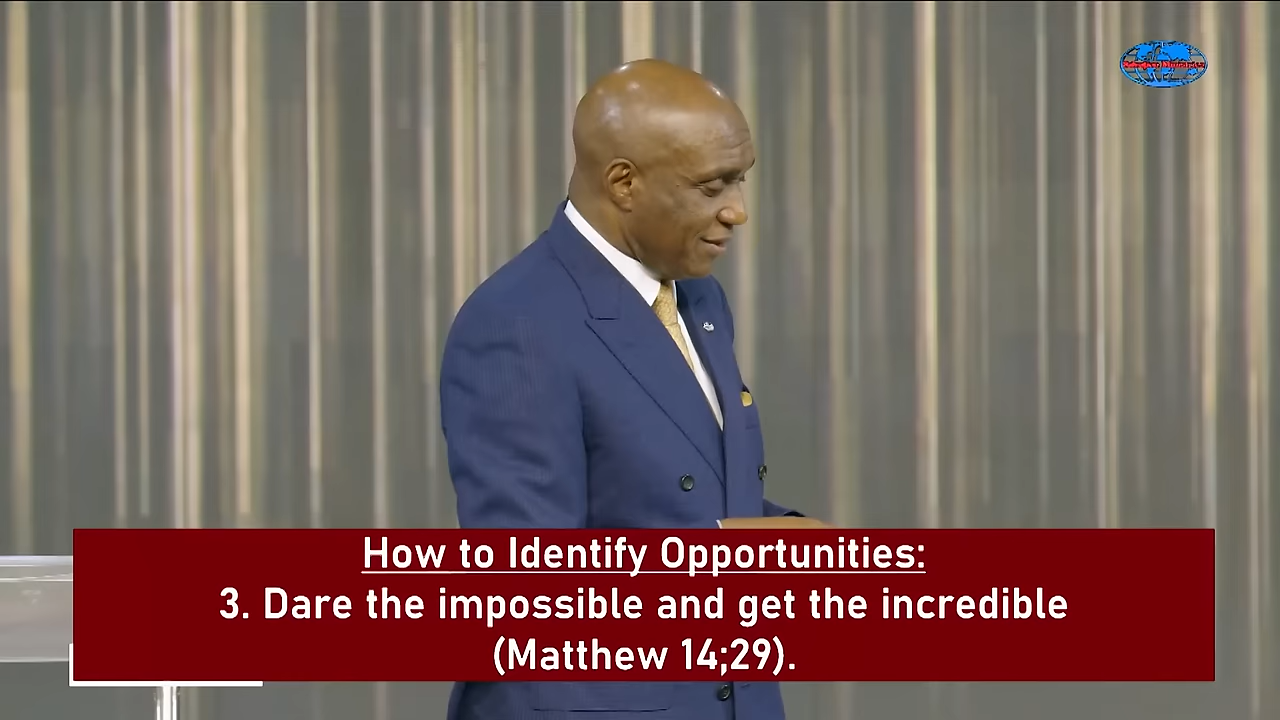 How to Identify Opportunities:
3. Dare the impossible and get the incredible
(Matthew 14;29).